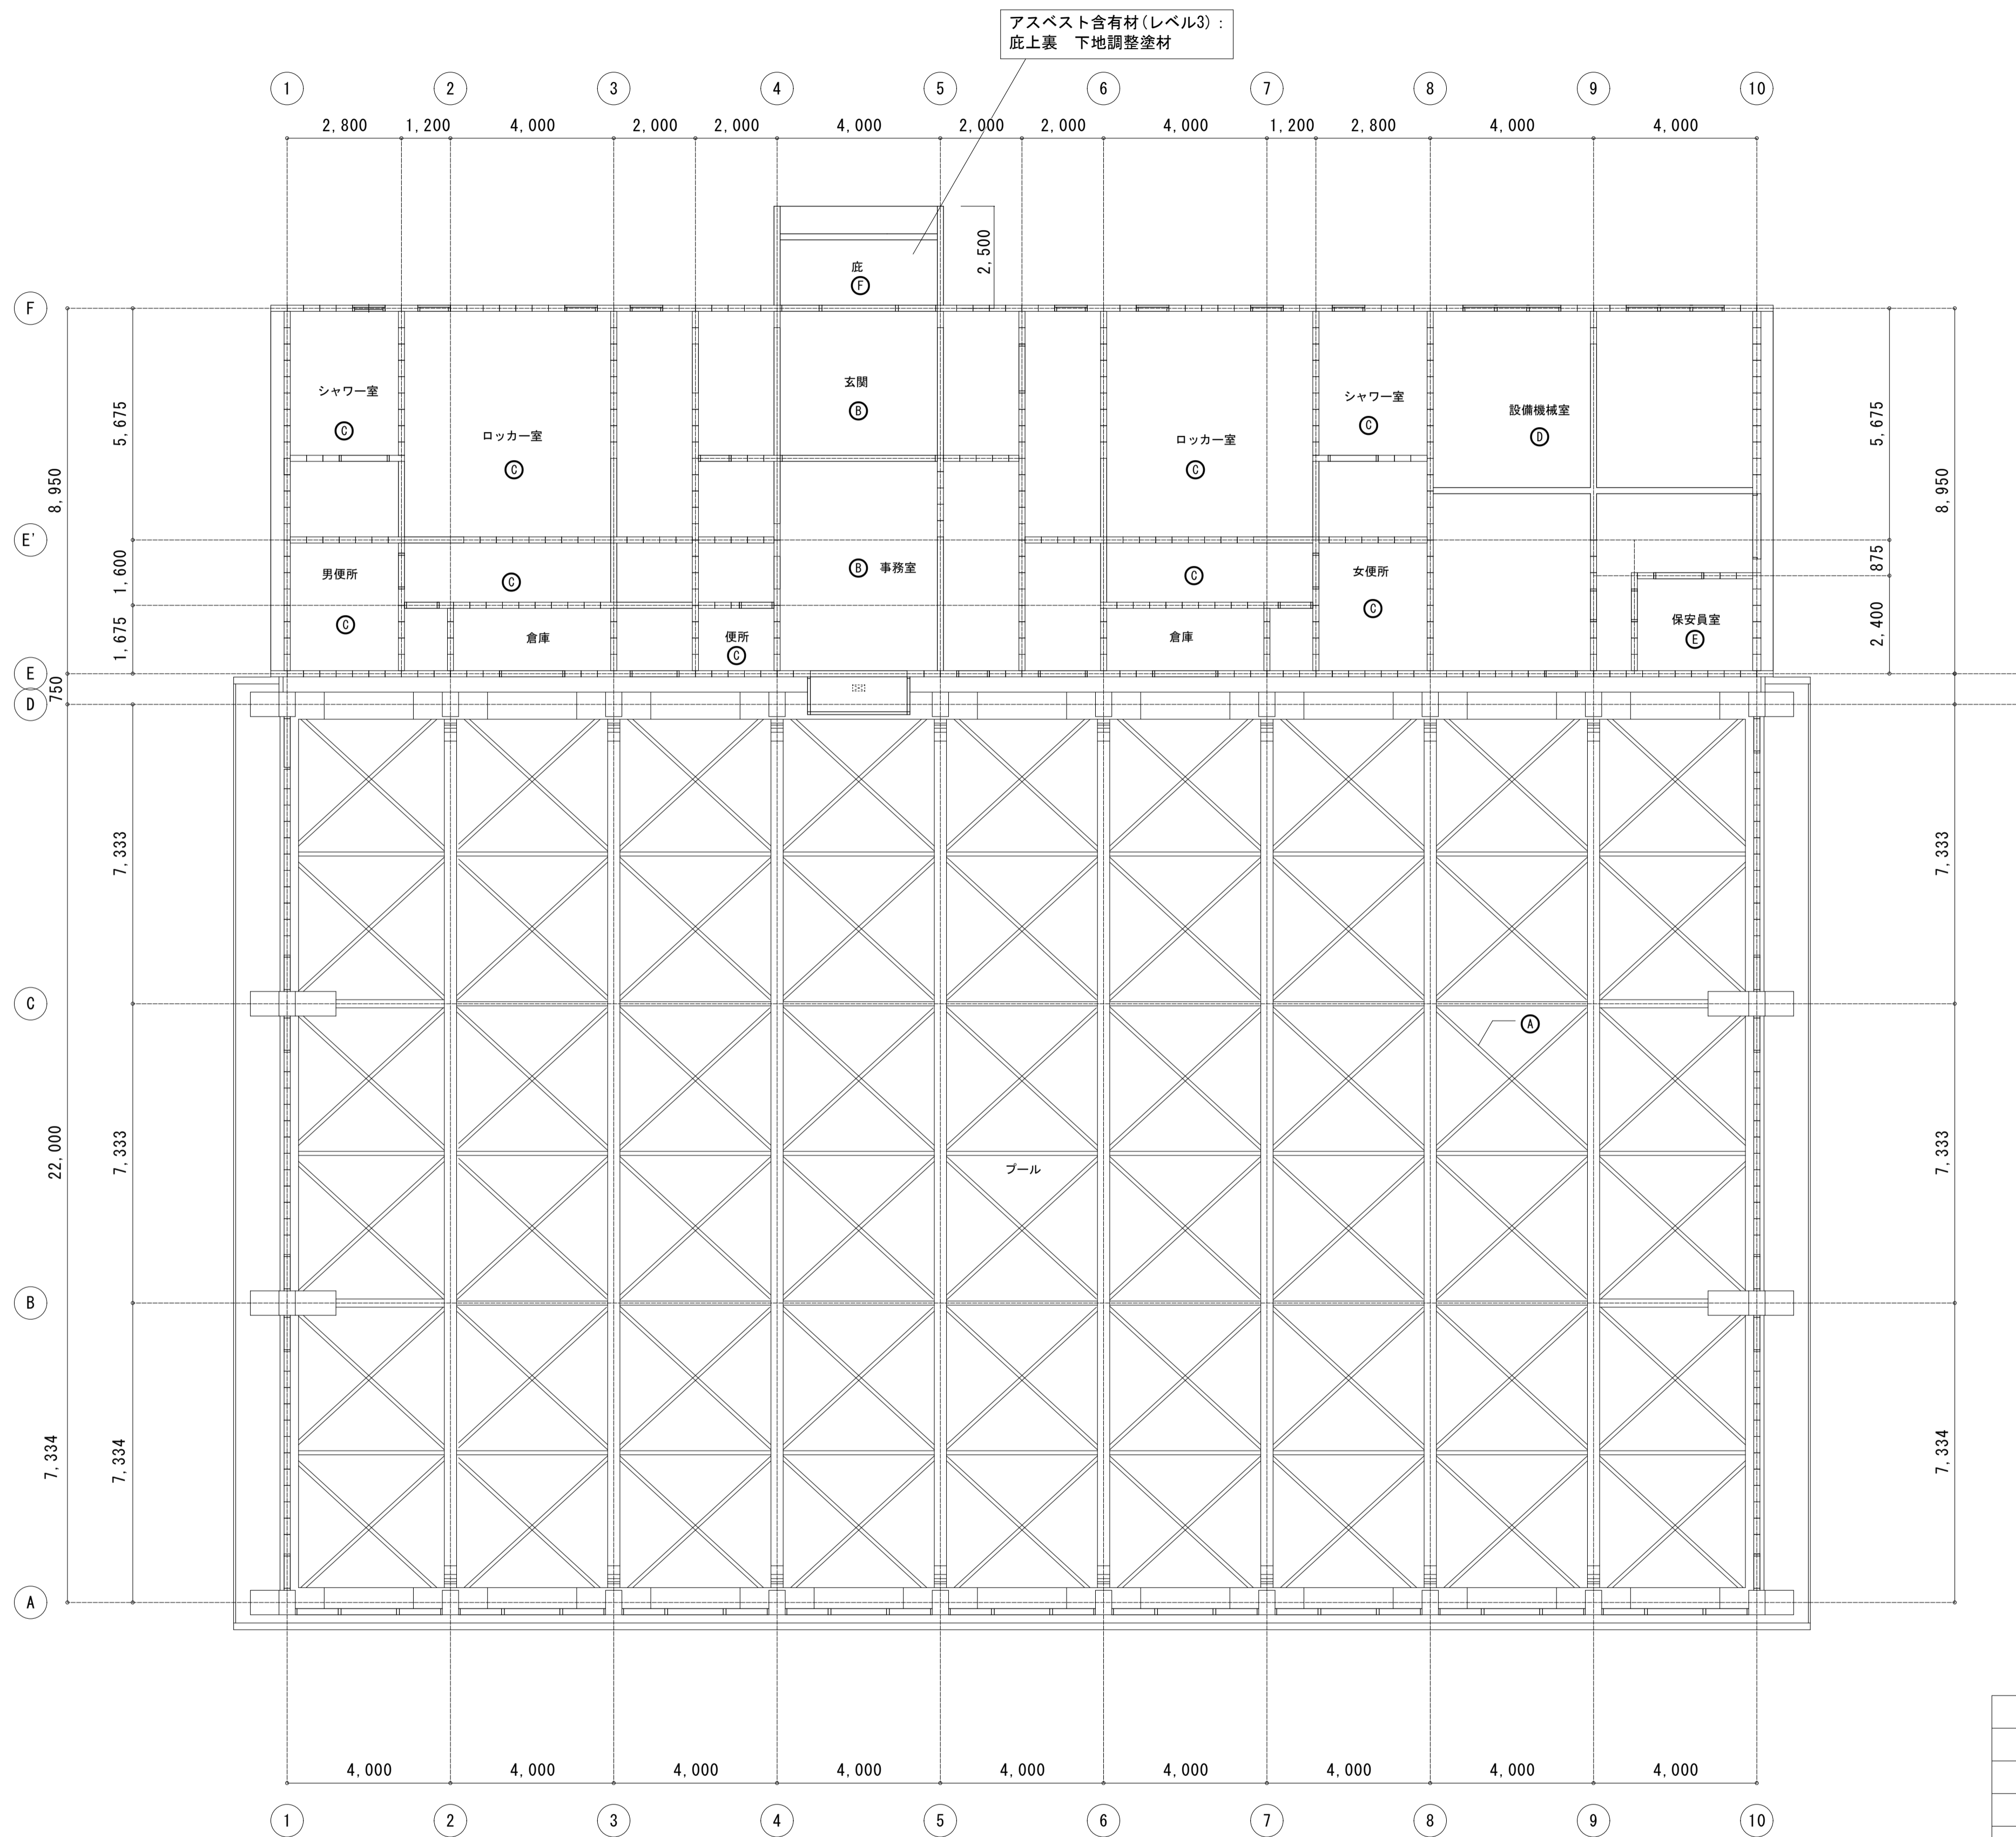 アスベスト含有材(レベル3):
庇上裏 下地調整塗材
1 2 3 4 5 6 7 8 9 10
2,800 1,200 4,000 2,000 2,000 4,000 2,000 2,000 4,000 1,200 2,800 4,000 4,000
2,500
庇
F
F
シャワー室
C
ロッカー室
C
玄関
B
ロッカー室
C
シャワー室
C
設備機械室
D
5,675
8,950
5,675
8,950
E'
男便所
C
C
倉庫
便所
C
B 事務室
C
倉庫
女便所
C
保安員室
E
1,600
1,675
875
2,400
E
750
D
7,333
7,333
C
A
22,000
7,333
プール
7,333
B
7,334
7,334
7,334
A
4,000 4,000 4,000 4,000 4,000 4,000 4,000 4,000 4,000
1 2 3 4 5 6 7 8 9 10